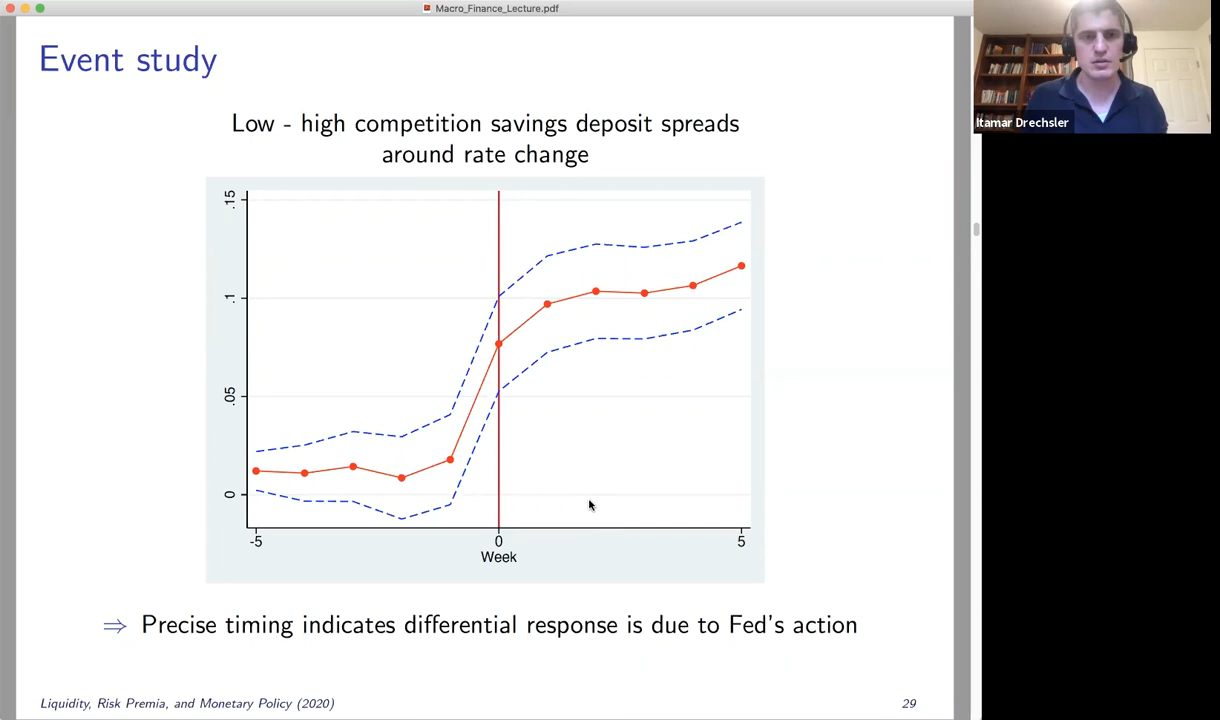 Macro_Finance_Lecture.pdf
Event study
Low - high competition savings deposit spreads
around rate change
.15
.1
.05
0
-5
0
5
Week
⇒ Precise timing indicates differential response is due to Fed's action
Liquidity, Risk Premia, and Monetary Policy (2020)
29
Itamar Drechsler